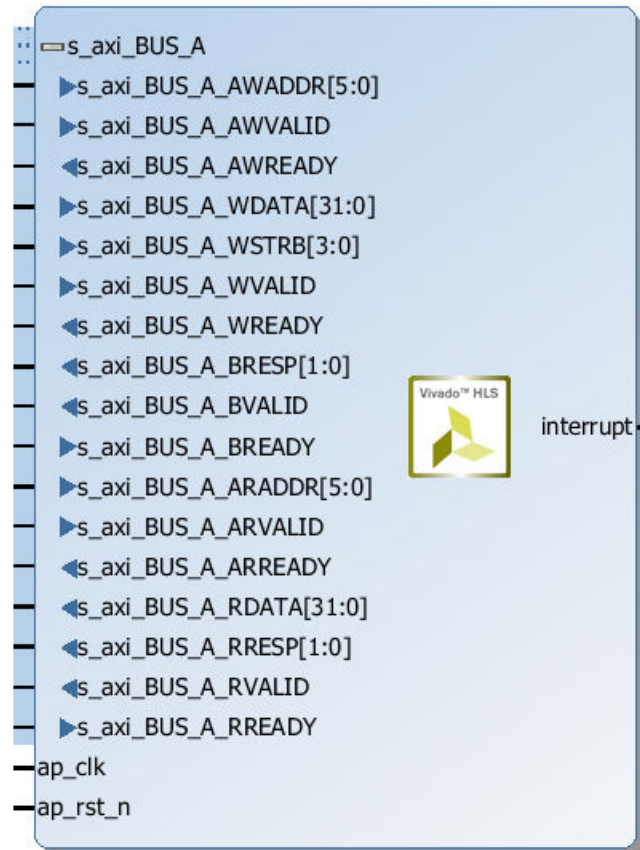 s_axi_BUS_A
s_axi_BUS_A_AWADDR[5:0]
s_axi_BUS_A_AWVALID
s_axi_BUS_A_AWREADY
s_axi_BUS_A_WDATA[31:0]
s_axi_BUS_A_WSTRB[3:0]
s_axi_BUS_A_WVALID
s_axi_BUS_A_WREADY
s_axi_BUS_A_BRESP[1:0]
s_axi_BUS_A_BVALID
s_axi_BUS_A_BREADY
s_axi_BUS_A_ARADDR[5:0]
s_axi_BUS_A_ARVALID
s_axi_BUS_A_ARREADY
s_axi_BUS_A_RDATA[31:0]
s_axi_BUS_A_RRESP[1:0]
s_axi_BUS_A_RVALID
s_axi_BUS_A_RREADY
ap_clk
ap_rst_n
Vivado™ HLS
interrupt